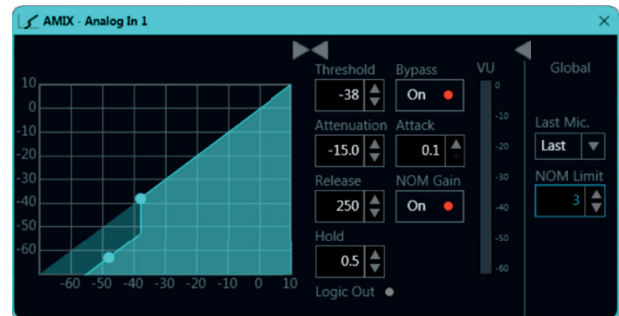 AMIX - Analog In 1
10
0
-10
-20
-30
-40
-50
-60
-60 -50 -40 -30 -20 -10 0 10
Threshold Bypass
-38 On
Attenuation Attack
-15.0 0.1
Release NOM Gain
250 On
Hold
0.5
Logic Out
VU
0
-10
-20
-30
-40
-50
-60
Global
Last Mic.
Last
NOM Limit
3